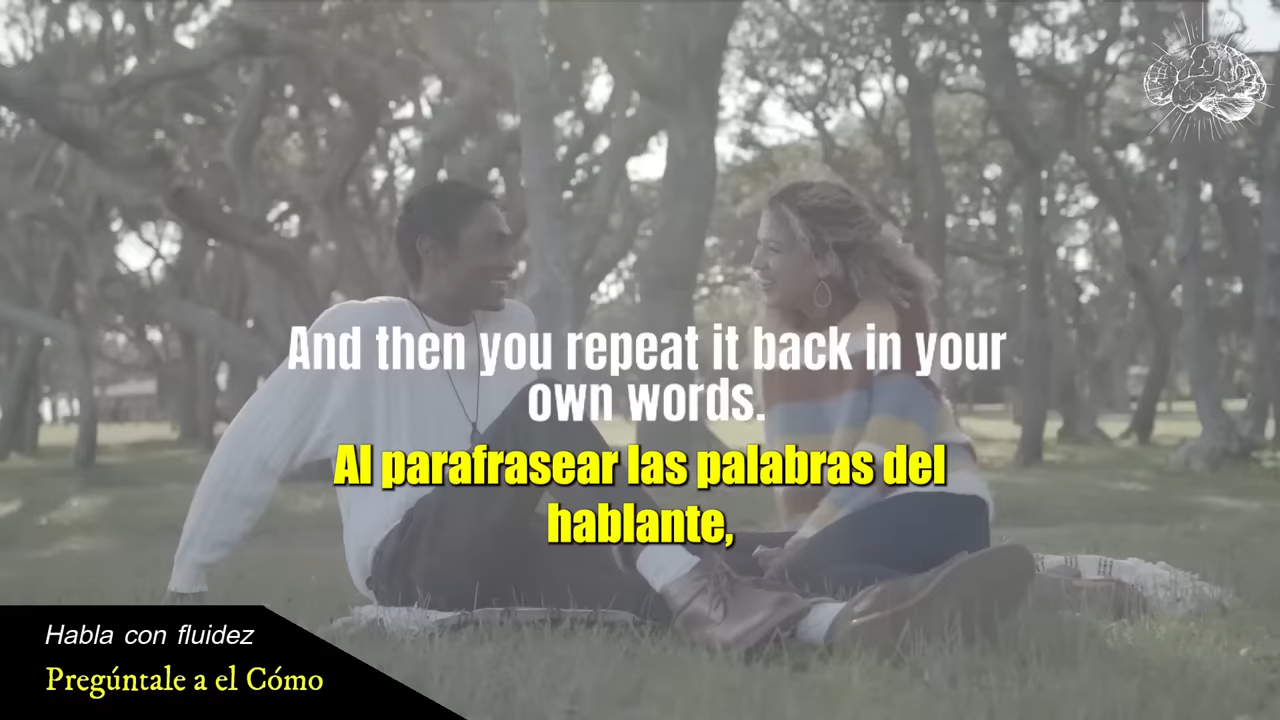 And then you repeat it back in your
own words.
Al parafrasear las palabras del
hablante,
Habla con fluidez
Pregúntale a el Cómo